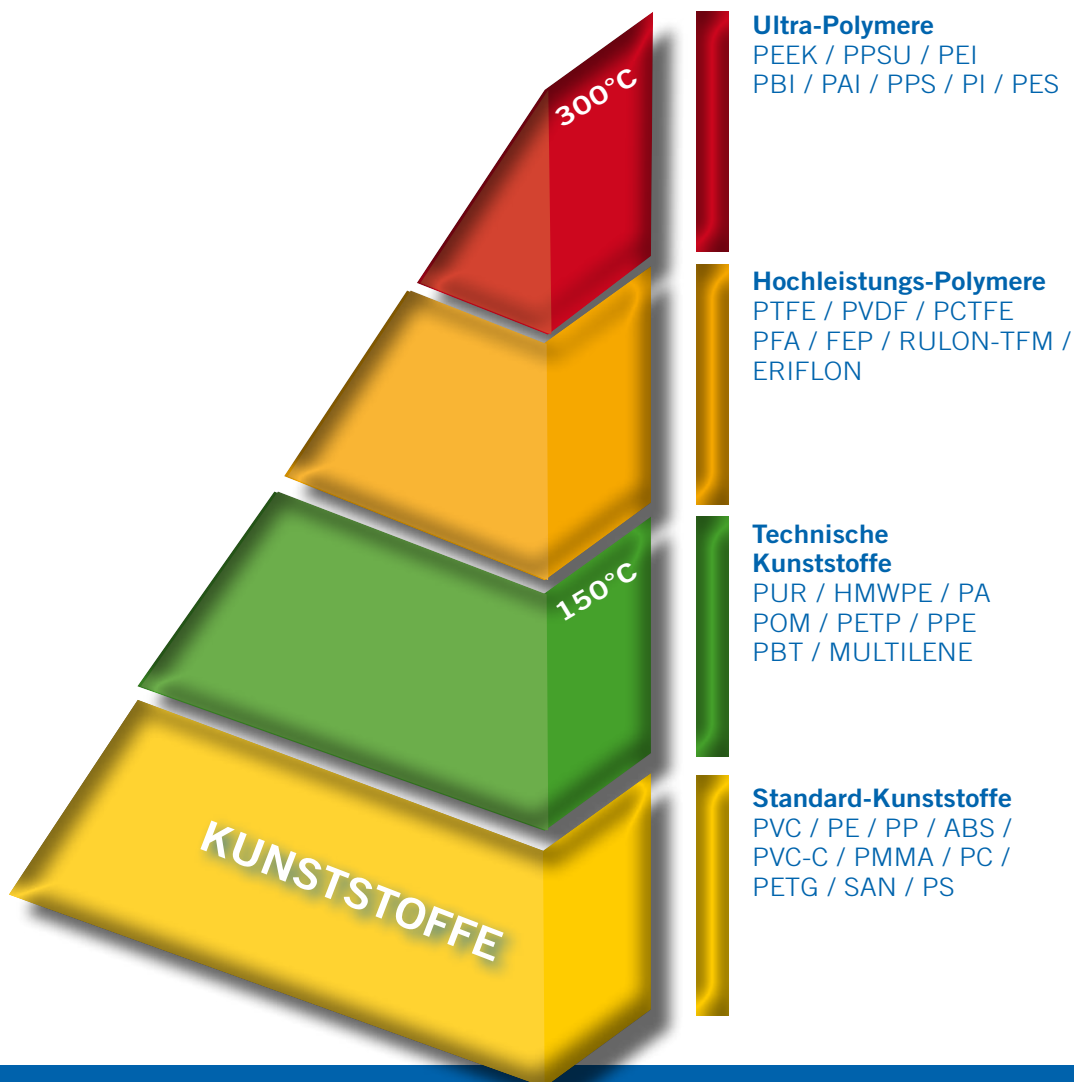 300°C
Ultra-Polymere
PEEK / PPSU / PEI
PBI / PAI / PPS / PI / PES
Hochleistungs-Polymere
PTFE / PVDF / PCTFE
PFA / FEP / RULON-TFM /
ERIFLON
150°C
Technische
Kunststoffe
PUR / HMWPE / PA
POM / PETP / PPE
PBT / MULTILENE
KUNSTSTOFFE
Standard-Kunststoffe
PVC / PE / PP / ABS /
PVC-C / PMMA / PC /
PETG / SAN / PS